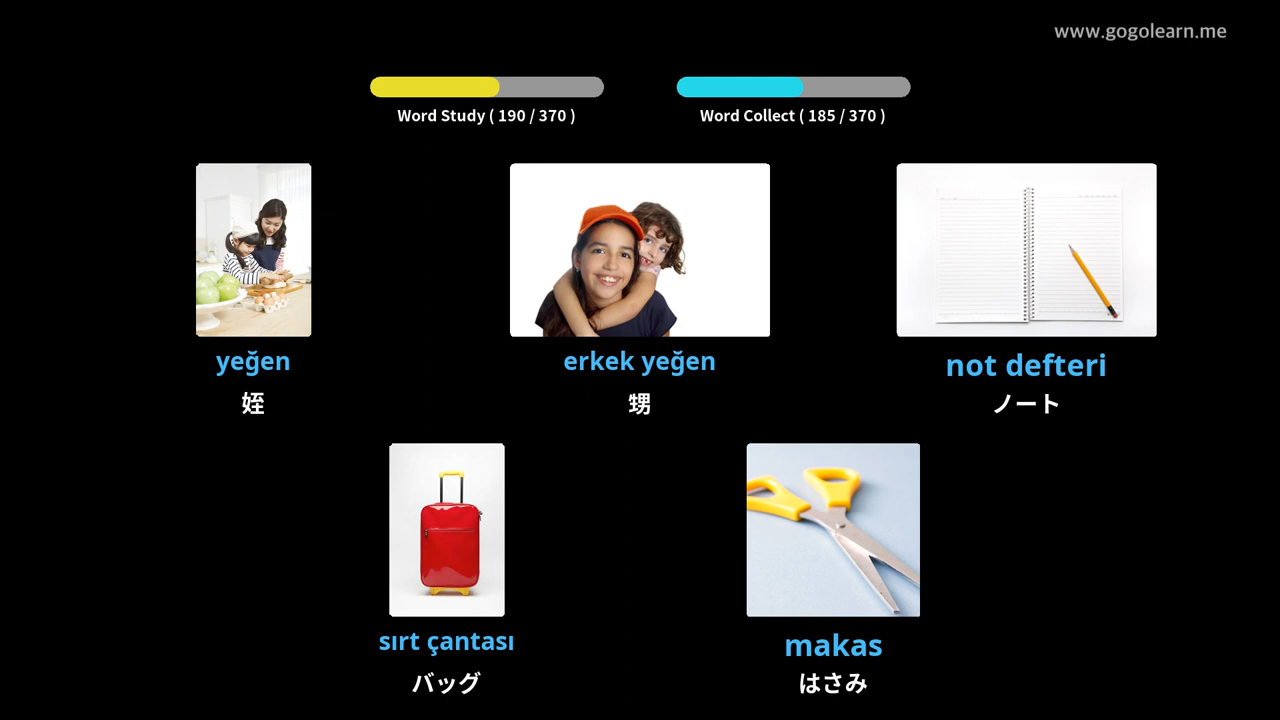 www.gogolearn.me
Word Study ( 190 / 370 )
Word Collect ( 185 / 370 )
yeğen
姪
erkek yeğen
甥
not defteri
ノート
sırt çantası
バッグ
makas
はさみ